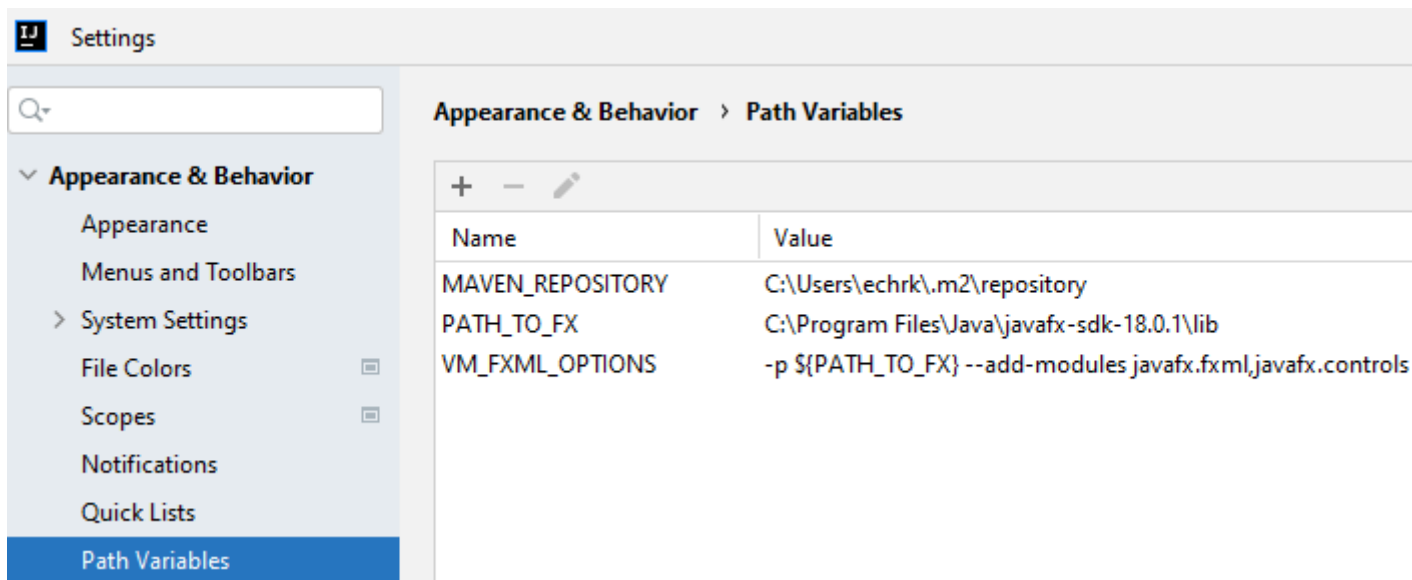 IJ Settings
Appearance & Behavior › Path Variables
Appearance & Behavior
Appearance
Menus and Toolbars
System Settings
File Colors
Scopes
Notifications
Quick Lists
Path Variables
Name Value
MAVEN_REPOSITORY C:\Users\echrk\.m2\repository
PATH_TO_FX C:\Program Files\Java\javafx-sdk-18.0.1\lib
VM_FXML_OPTIONS -p ${PATH_TO_FX} --add-modules javafx.fxml,javafx.controls